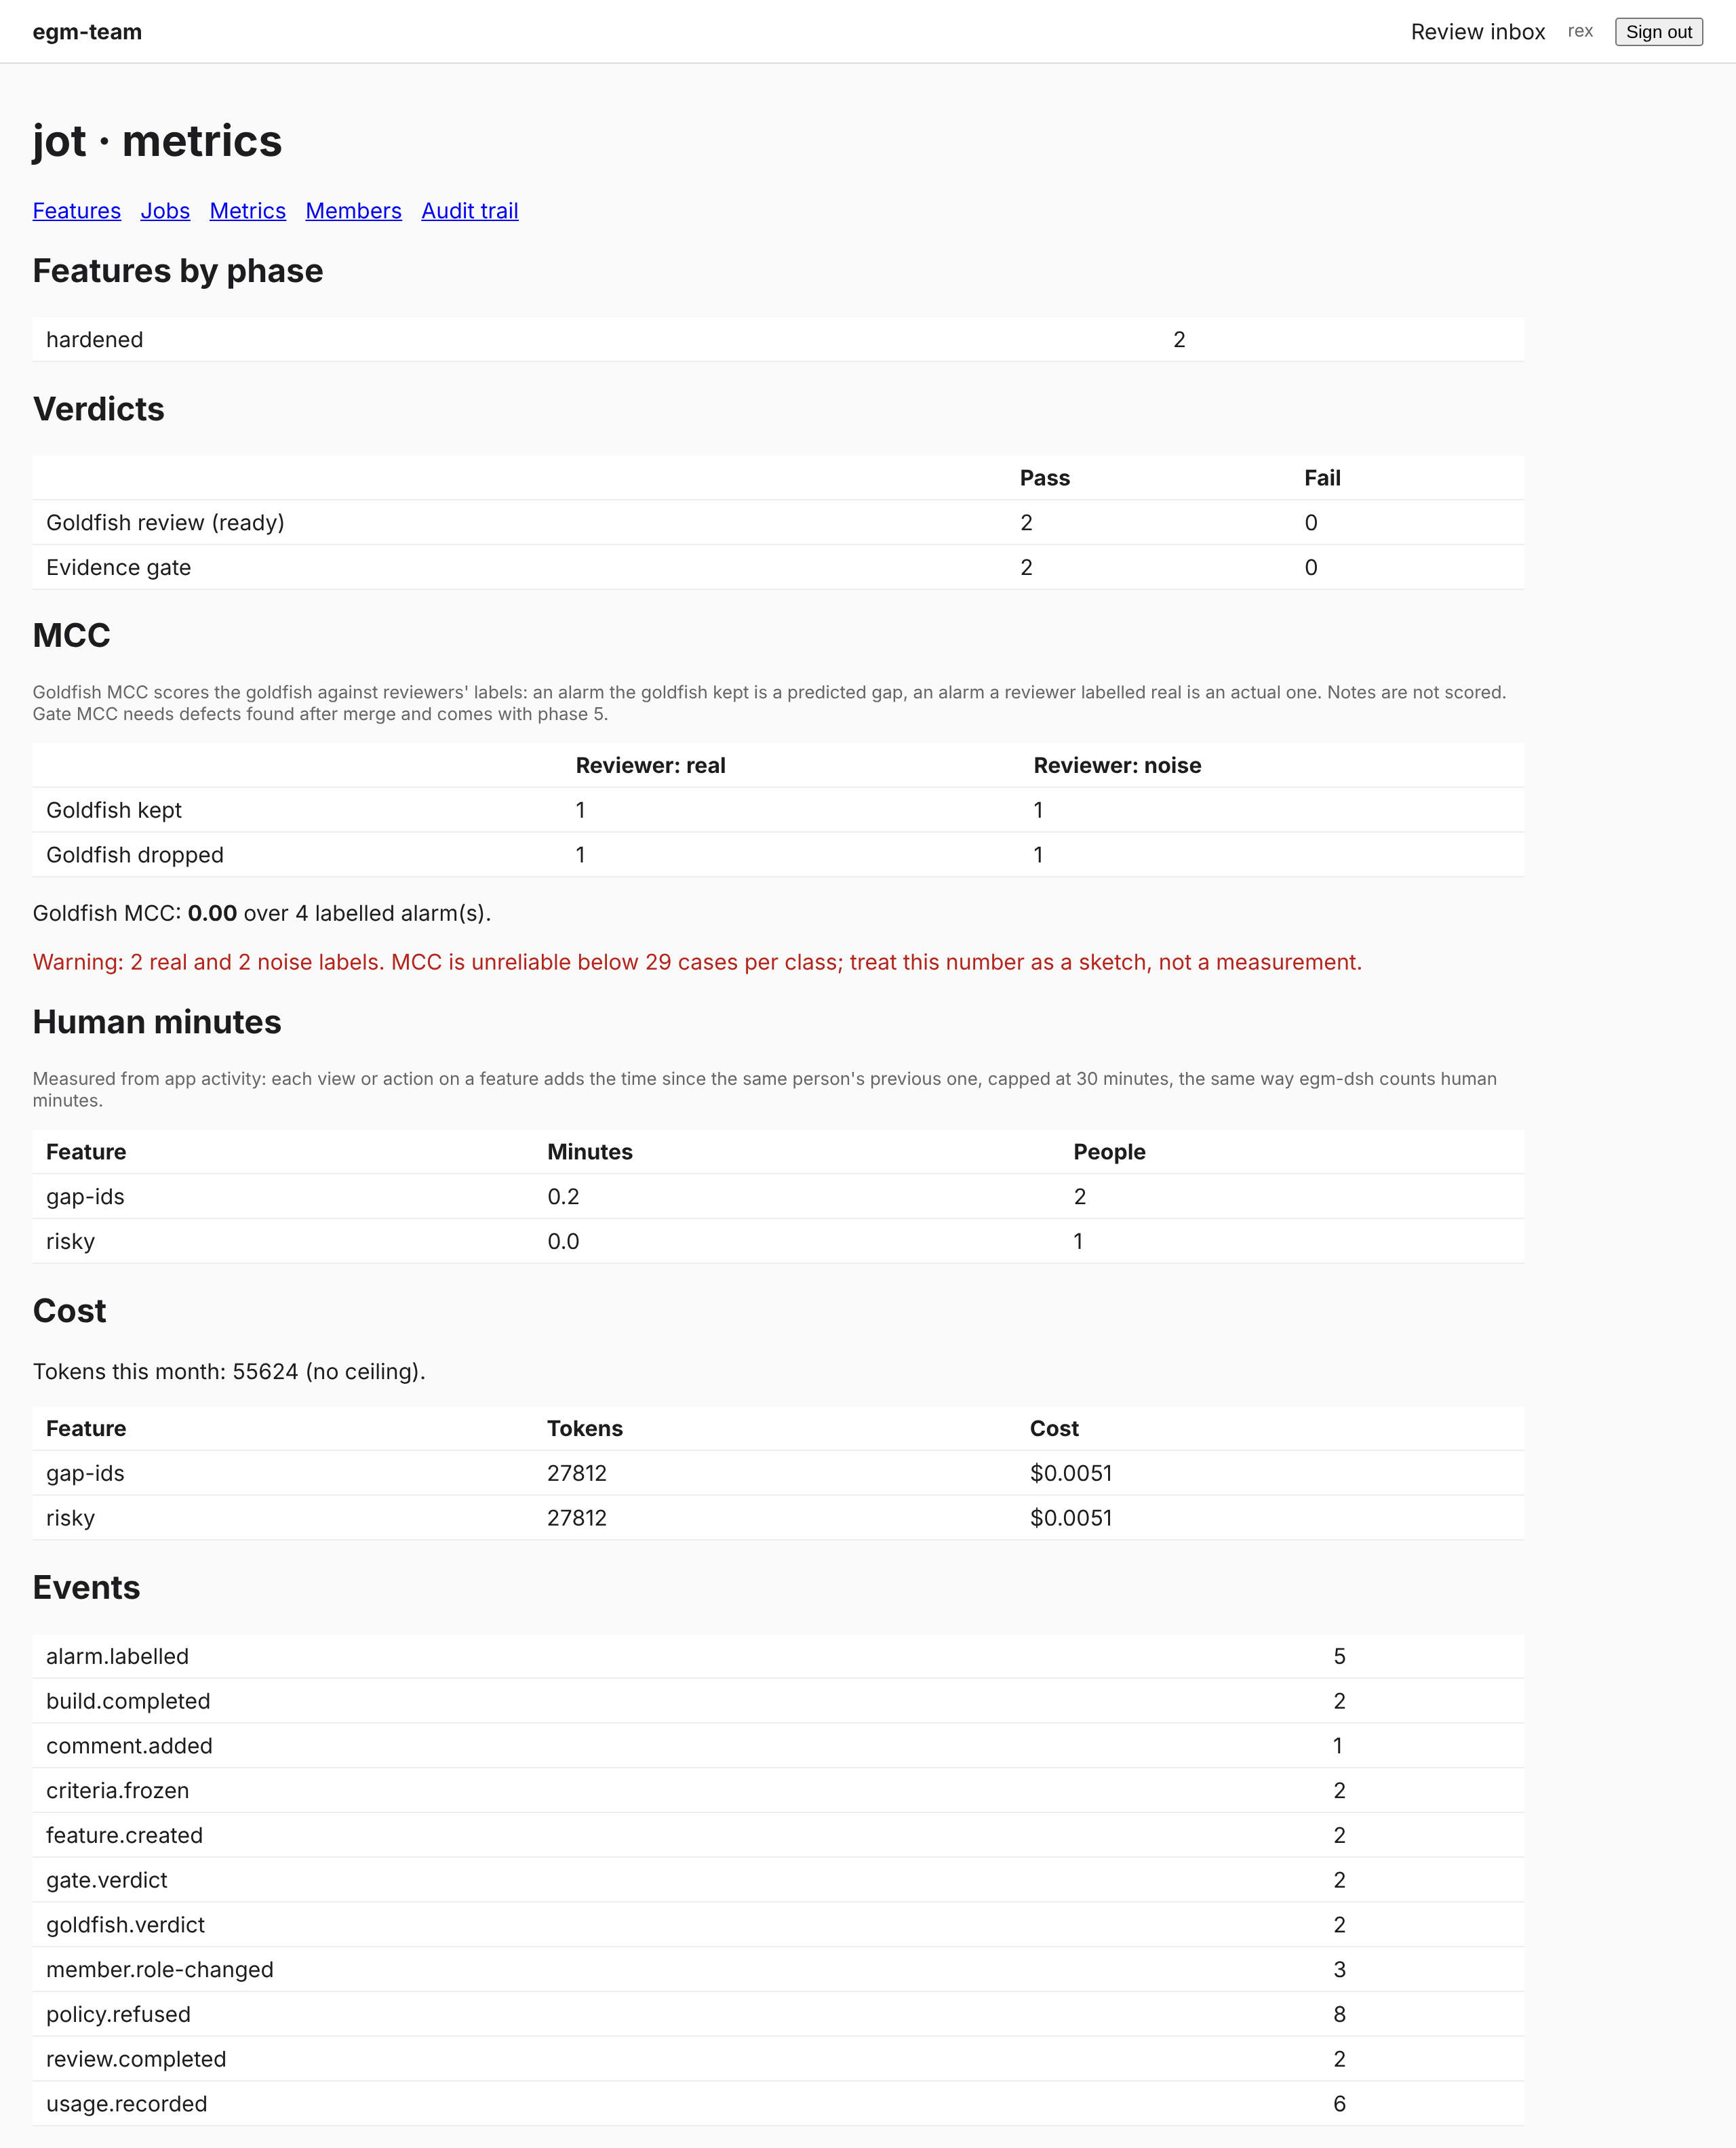 egm-team Review inbox rex Sign out
jot · metrics
Features Jobs Metrics Members Audit trail
Features by phase
hardened 2
Verdicts
Pass Fail
Goldfish review (ready) 2 0
Evidence gate 2 0
MCC
Goldfish MCC scores the goldfish against reviewers' labels: an alarm the goldfish kept is a predicted gap, an alarm a reviewer labelled real is an actual one. Notes are not scored.
Gate MCC needs defects found after merge and comes with phase 5.
Reviewer: real Reviewer: noise
Goldfish kept 1 1
Goldfish dropped 1 1
Goldfish MCC: 0.00 over 4 labelled alarm(s).
Warning: 2 real and 2 noise labels. MCC is unreliable below 29 cases per class; treat this number as a sketch, not a measurement.
Human minutes
Measured from app activity: each view or action on a feature adds the time since the same person's previous one, capped at 30 minutes, the same way egm-dsh counts human
minutes.
Feature Minutes People
gap-ids 0.2 2
risky 0.0 1
Cost
Tokens this month: 55624 (no ceiling).
Feature Tokens Cost
gap-ids 27812 $0.0051
risky 27812 $0.0051
Events
alarm.labelled 5
build.completed 2
comment.added 1
criteria.frozen 2
feature.created 2
gate.verdict 2
goldfish.verdict 2
member.role-changed 3
policy.refused 8
review.completed 2
usage.recorded 6